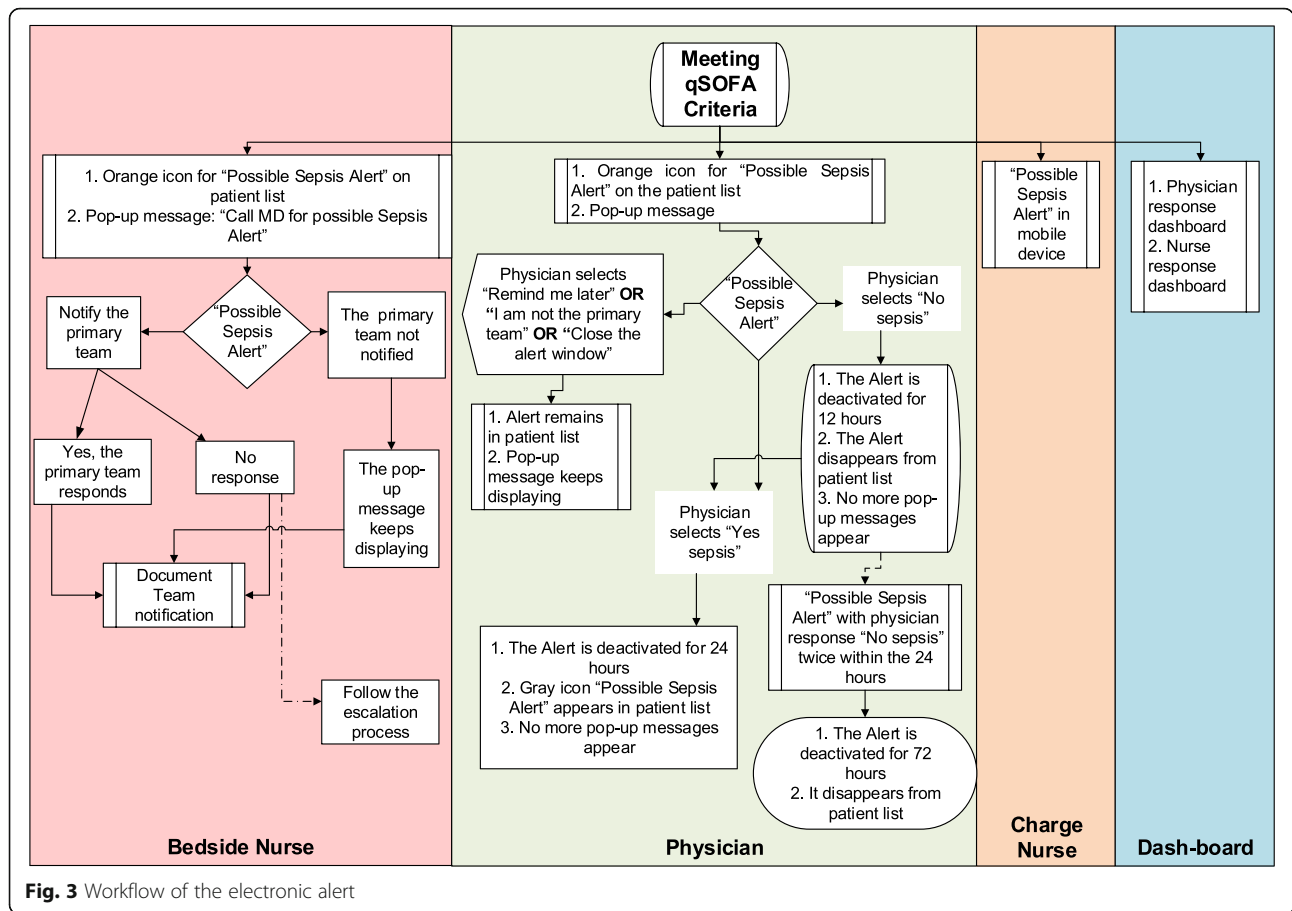 Meeting
qSOFA
Criteria
1. Orange icon for “Possible Sepsis Alert” on
patient list
2. Pop-up message: “Call MD for possible Sepsis
Alert”
“Possible
Sepsis
Alert”
Notify the
primary
team
The primary
team not
notified
Yes, the
primary team
responds
No
response
The pop-
up
message
keeps
displaying
Document
Team
notification
Follow the
escalation
process
Bedside Nurse
1. Orange icon for “Possible Sepsis
Alert” on the patient list
2. Pop-up message
“Possible
Sepsis
Alert”
Physician selects
“Remind me later” OR
“I am not the primary
team” OR “Close the
alert window”
1. Alert remains
in patient list
2. Pop-up
message keeps
displaying
Physician
selects “No
sepsis”
1. The Alert is
deactivated for
12 hours
2. The Alert
disappears from
patient list
3. No more pop-
up messages
appear
Physician
selects “Yes
sepsis”
1. The Alert is deactivated for 24
hours
2. Gray icon “Possible Sepsis
Alert” appears in patient list
3. No more pop-up messages
appear
“Possible Sepsis
Alert” with physician
response “No sepsis”
twice within the 24
hours
1. The Alert is
deactivated for 72
hours
2. It disappears from
patient list
Physician
“Possible
Sepsis
Alert” in
mobile
device
Charge
Nurse
1. Physician
response
dashboard
2. Nurse
response
dashboard
Dash-board
Fig. 3 Workflow of the electronic alert